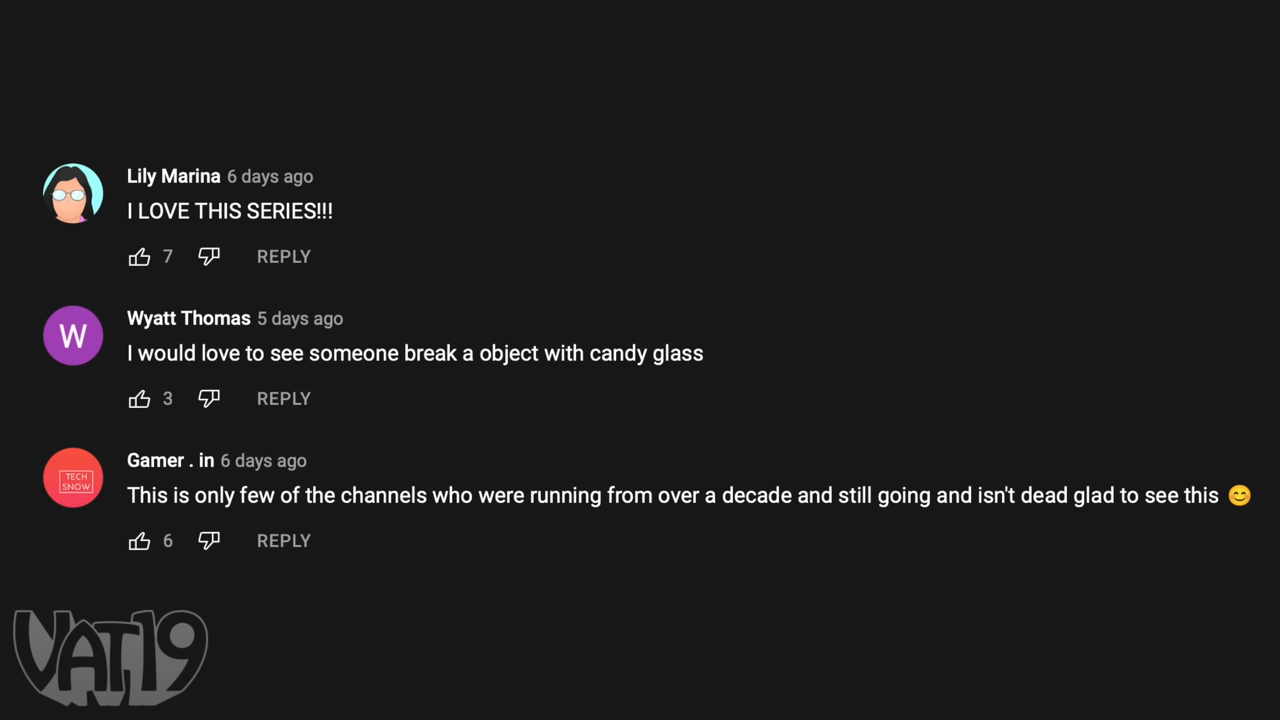 Lily Marina 6 days ago
I LOVE THIS SERIES!!!
7 REPLY
W
Wyatt Thomas 5 days ago
I would love to see someone break a object with candy glass
3 REPLY
Gamer . in 6 days ago
TECH
SNOW
This is only few of the channels who were running from over a decade and still going and isn't dead glad to see this 😊
6 REPLY
VAT19